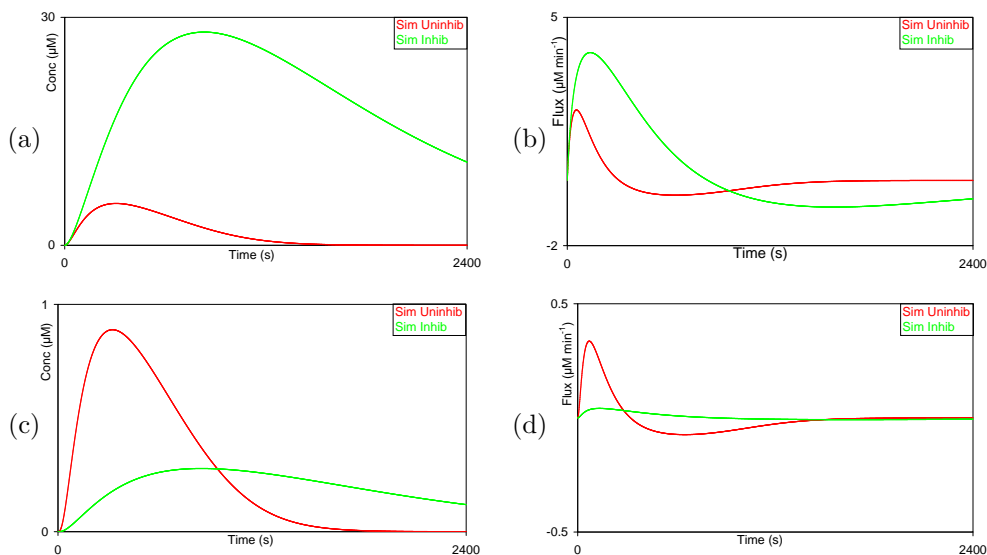 (a)
30
Conc (μM)
0
0
Time (s)
2400
Sim Uninhib
Sim Inhib
(b)
5
Flux (μM min⁻¹)
-2
0
Time (s)
2400
Sim Uninhib
Sim Inhib
(c)
1
Conc (μM)
0
0
Time (s)
2400
Sim Uninhib
Sim Inhib
(d)
0.5
Flux (μM min⁻¹)
-0.5
0
Time (s)
2400
Sim Uninhib
Sim Inhib